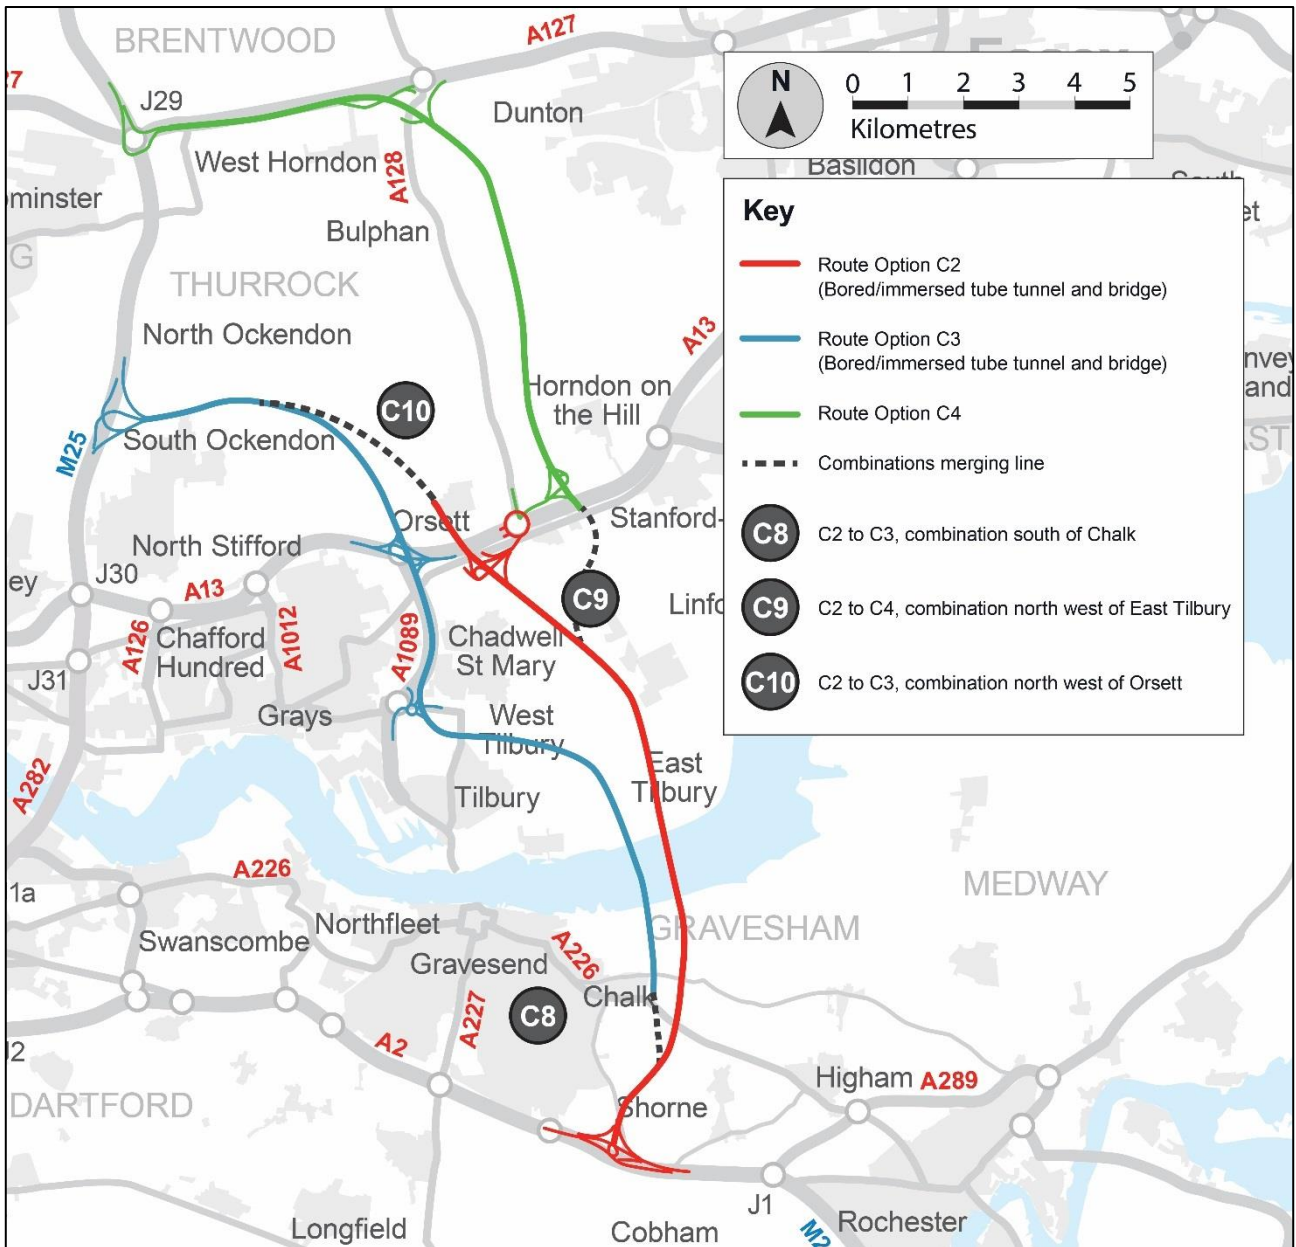 BRENTWOOD
A127
J29
Dunton
N
0 1 2 3 4 5
Kilometres
West Horndon
A128
Basildon
Bulphan
THURROCK
North Ockendon
A13
Horndon on
the Hill
C10
South Ockendon
M25
Orsett
Stanford-
North Stifford
J30
A13
C9
A126
Chafford
Hundred
A1012
A1089
Chadwell
St Mary
J31
Grays
West
Tilbury
East
Tilbury
A282
Tilbury
A226
MEDWAY
1a
Northfleet
GRAVESHAM
Swanscombe
Gravesend
A226
Chalk
C8
A227
A2
J2
Higham
A289
DARTFORD
Shorne
J1
Longfield
Cobham
M2
Rochester
Key
Route Option C2
(Bored/immersed tube tunnel and bridge)
Route Option C3
(Bored/immersed tube tunnel and bridge)
Route Option C4
Combinations merging line
C8 C2 to C3, combination south of Chalk
C9 C2 to C4, combination north west of East Tilbury
C10 C2 to C3, combination north west of Orsett